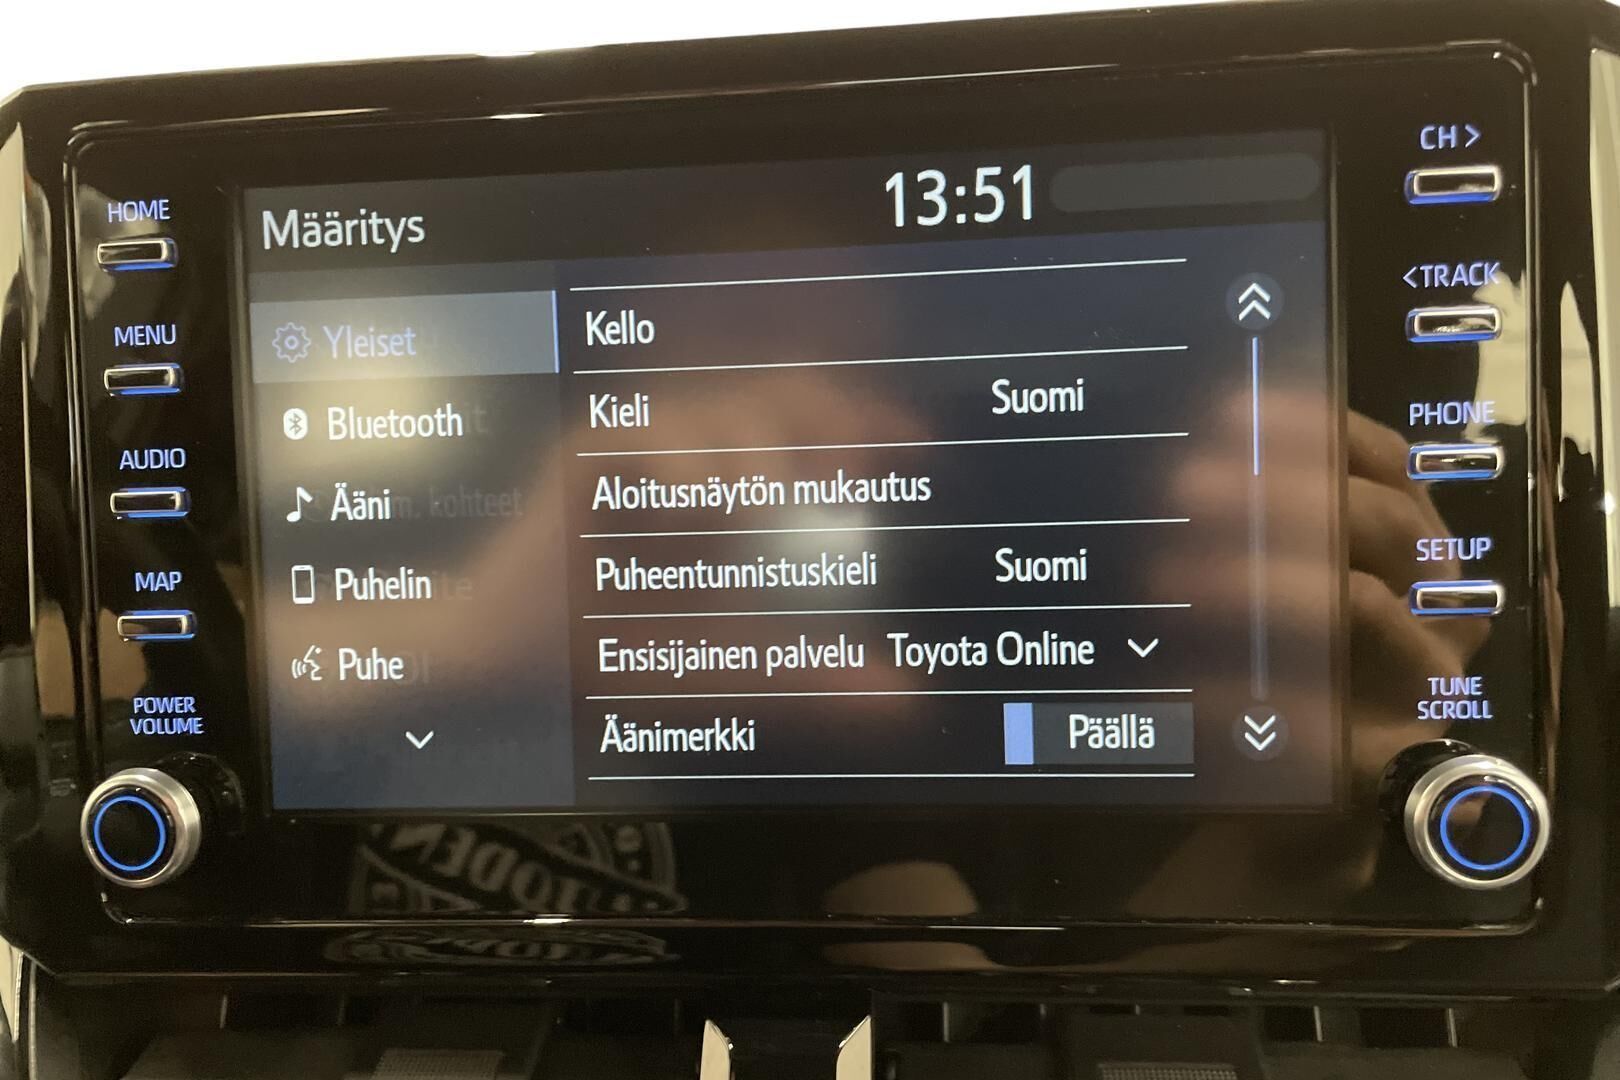 Määritys
13:51
Yleiset
Bluetooth
Ääni
Puhelin
Puhe
Kello
Kieli Suomi
Aloitusnäytön mukautus
Puheentunnistuskieli Suomi
Ensisijainen palvelu Toyota Online
Äänimerkki Päällä
HOME
MENU
AUDIO
MAP
POWER
VOLUME
CH >
<TRACK
PHONE
SETUP
TUNE
SCROLL